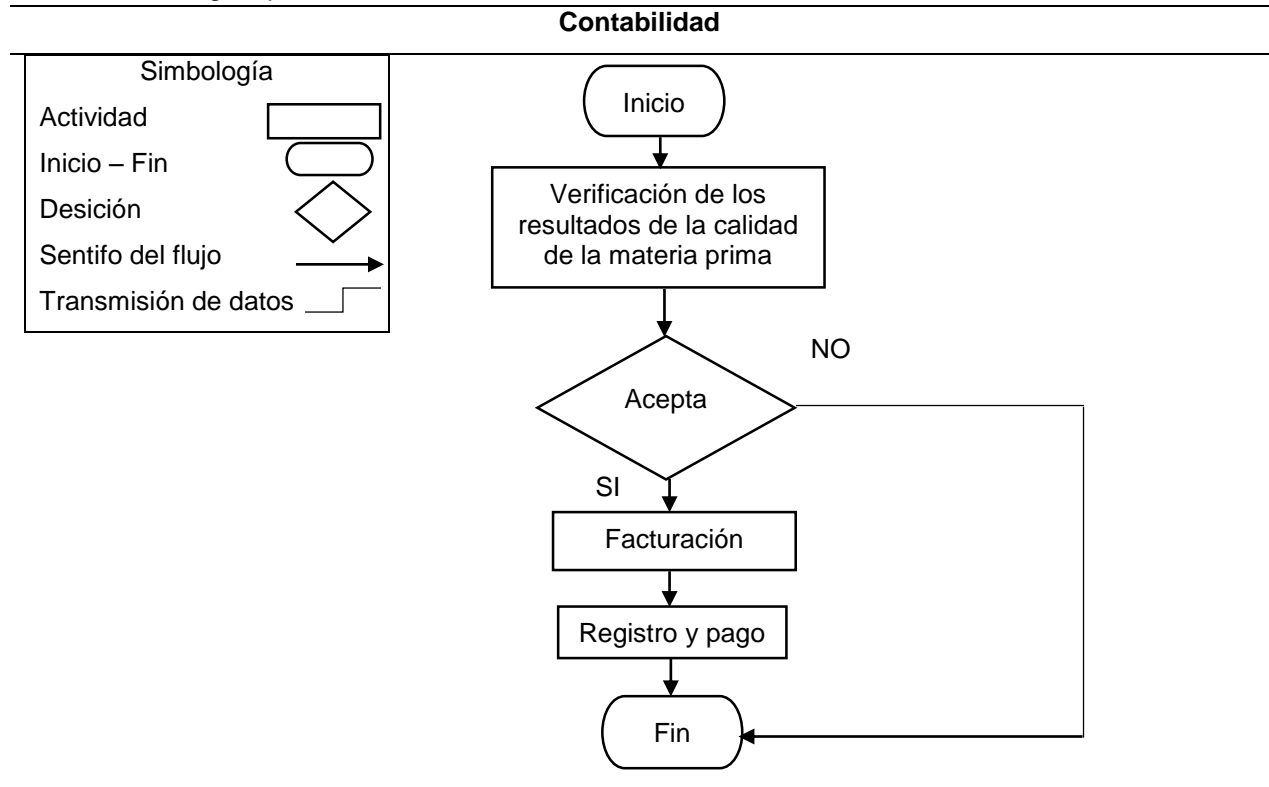 Contabilidad
Simbología
Actividad
Inicio – Fin
Desición
Sentifo del flujo
Transmisión de datos
Inicio
Verificación de los
resultados de la calidad
de la materia prima
NO
Acepta
SI
Facturación
Registro y pago
Fin